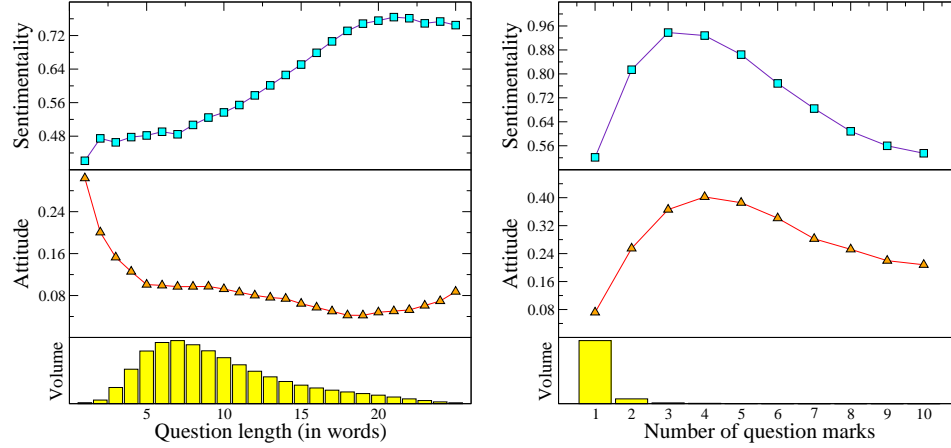 Sentimentality
0.72
0.64
0.56
0.48
Attitude
0.24
0.16
0.08
Volume
5
10
15
20
Question length (in words)
Sentimentality
0.96
0.88
0.80
0.72
0.64
0.56
Attitude
0.40
0.32
0.24
0.16
0.08
Volume
1 2 3 4 5 6 7 8 9 10
Number of question marks